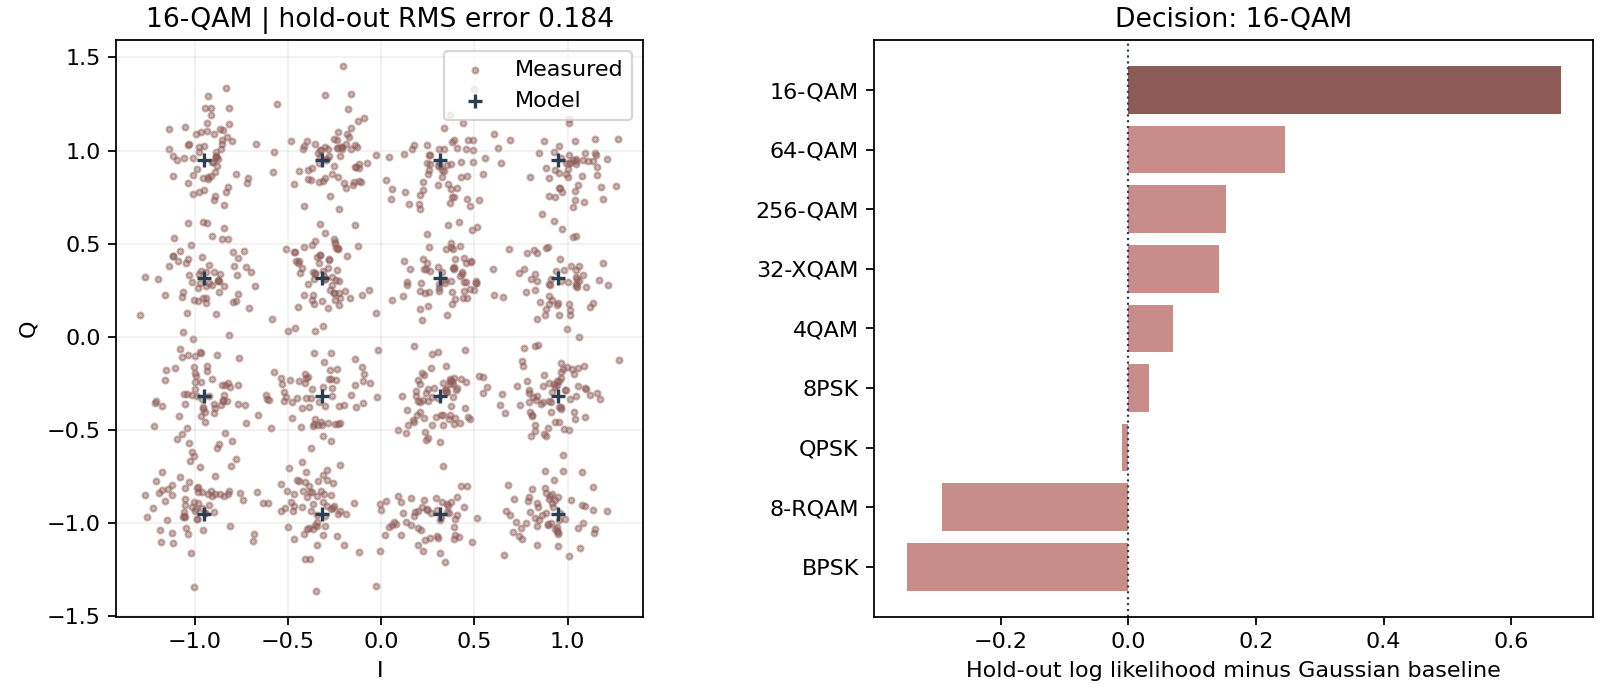 16-QAM | hold-out RMS error 0.184
Measured
Model
1.5
1.0
0.5
0.0
−0.5
−1.0
−1.5
Q
−1.0
−0.5
0.0
0.5
1.0
I
Decision: 16-QAM
16-QAM
64-QAM
256-QAM
32-XQAM
4QAM
8PSK
QPSK
8-RQAM
BPSK
−0.2
0.0
0.2
0.4
0.6
Hold-out log likelihood minus Gaussian baseline